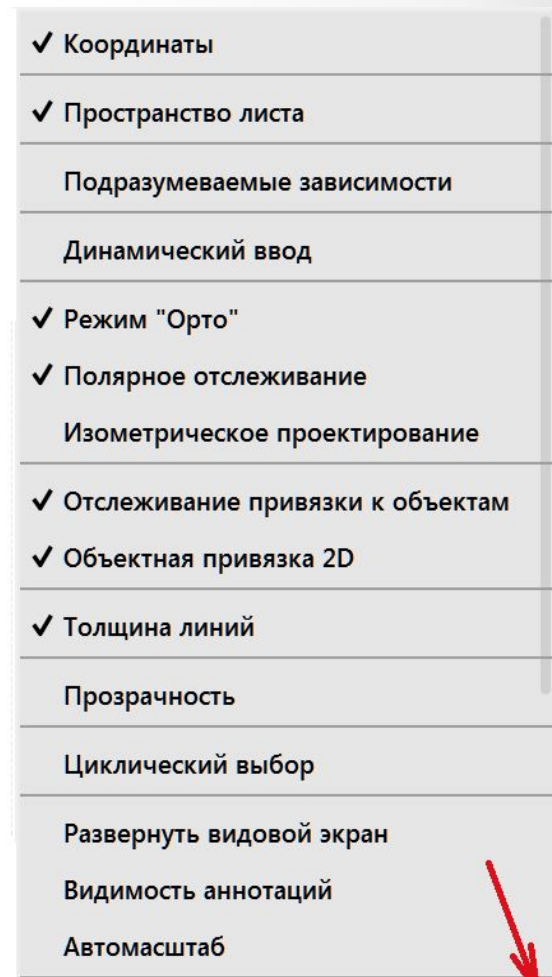 Координаты
Пространство листа
Подразумеваемые зависимости
Динамический ввод
Режим "Орто"
Полярное отслеживание
Изометрическое проектирование
Отслеживание привязки к объектам
Объектная привязка 2D
Толщина линий
Прозрачность
Циклический выбор
Развернуть видовой экран
Видимость аннотаций
Автомасштаб